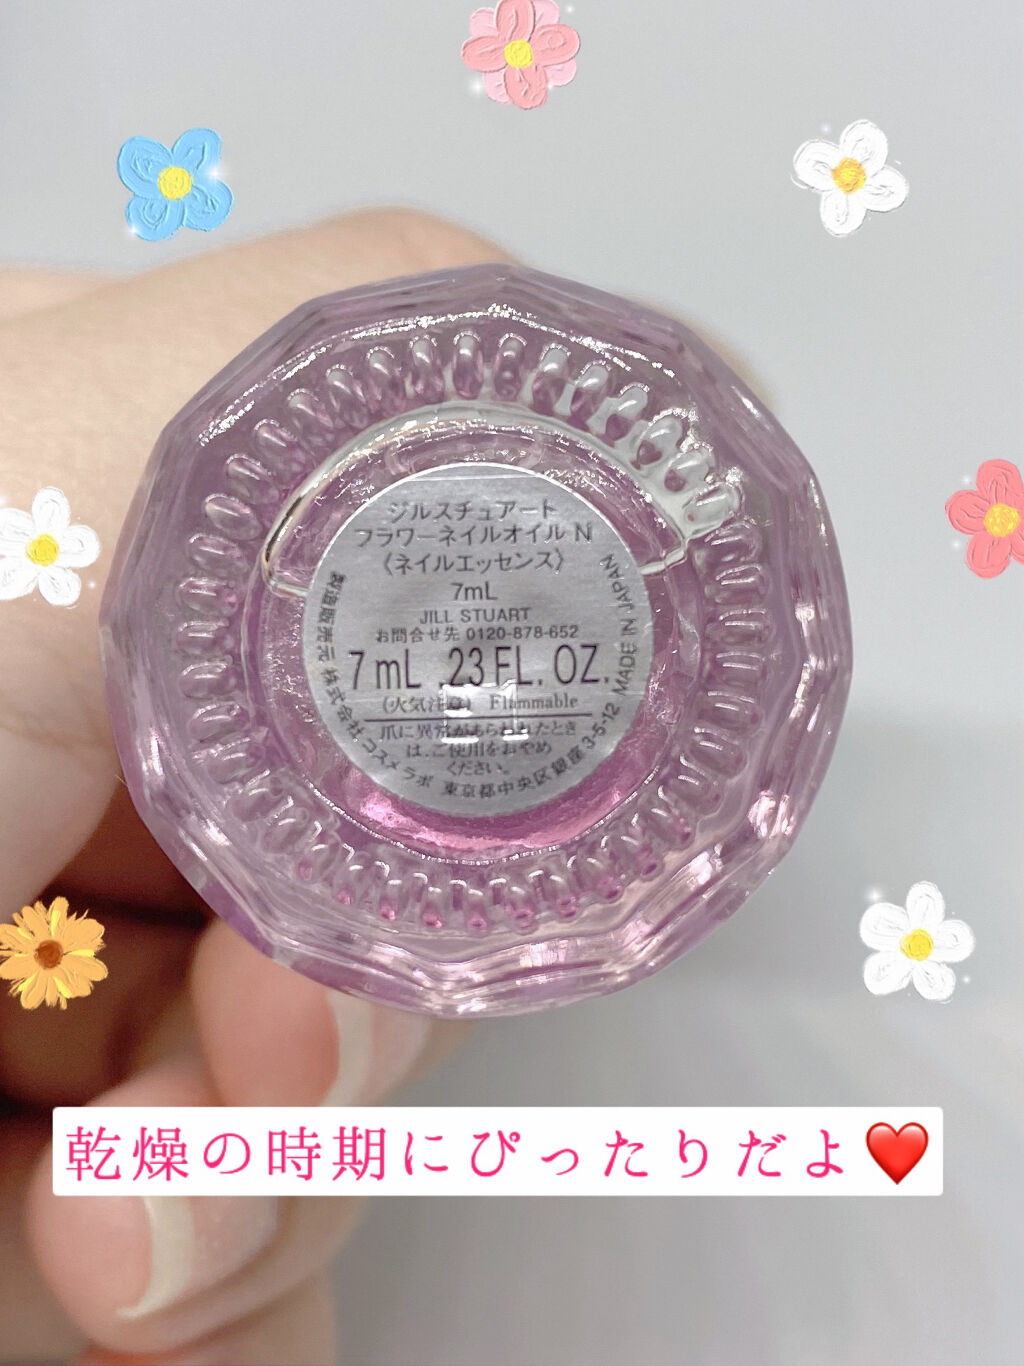 ジルスチュアート
フラワーネイルオイル N
〈ネイルエッセンス〉
7mL
JILL STUART
お問合せ先 0120-878-652
7 mL .23 FL. OZ.
(火気注意) Flammable
爪に異常があらわれたとき
は、ご使用をおやめ
ください。
製造販売元 株式会社 コスメラボ 東京都中央区銀座 3-5-12 MADE IN JAPAN
乾燥の時期にぴったりだよ❤️